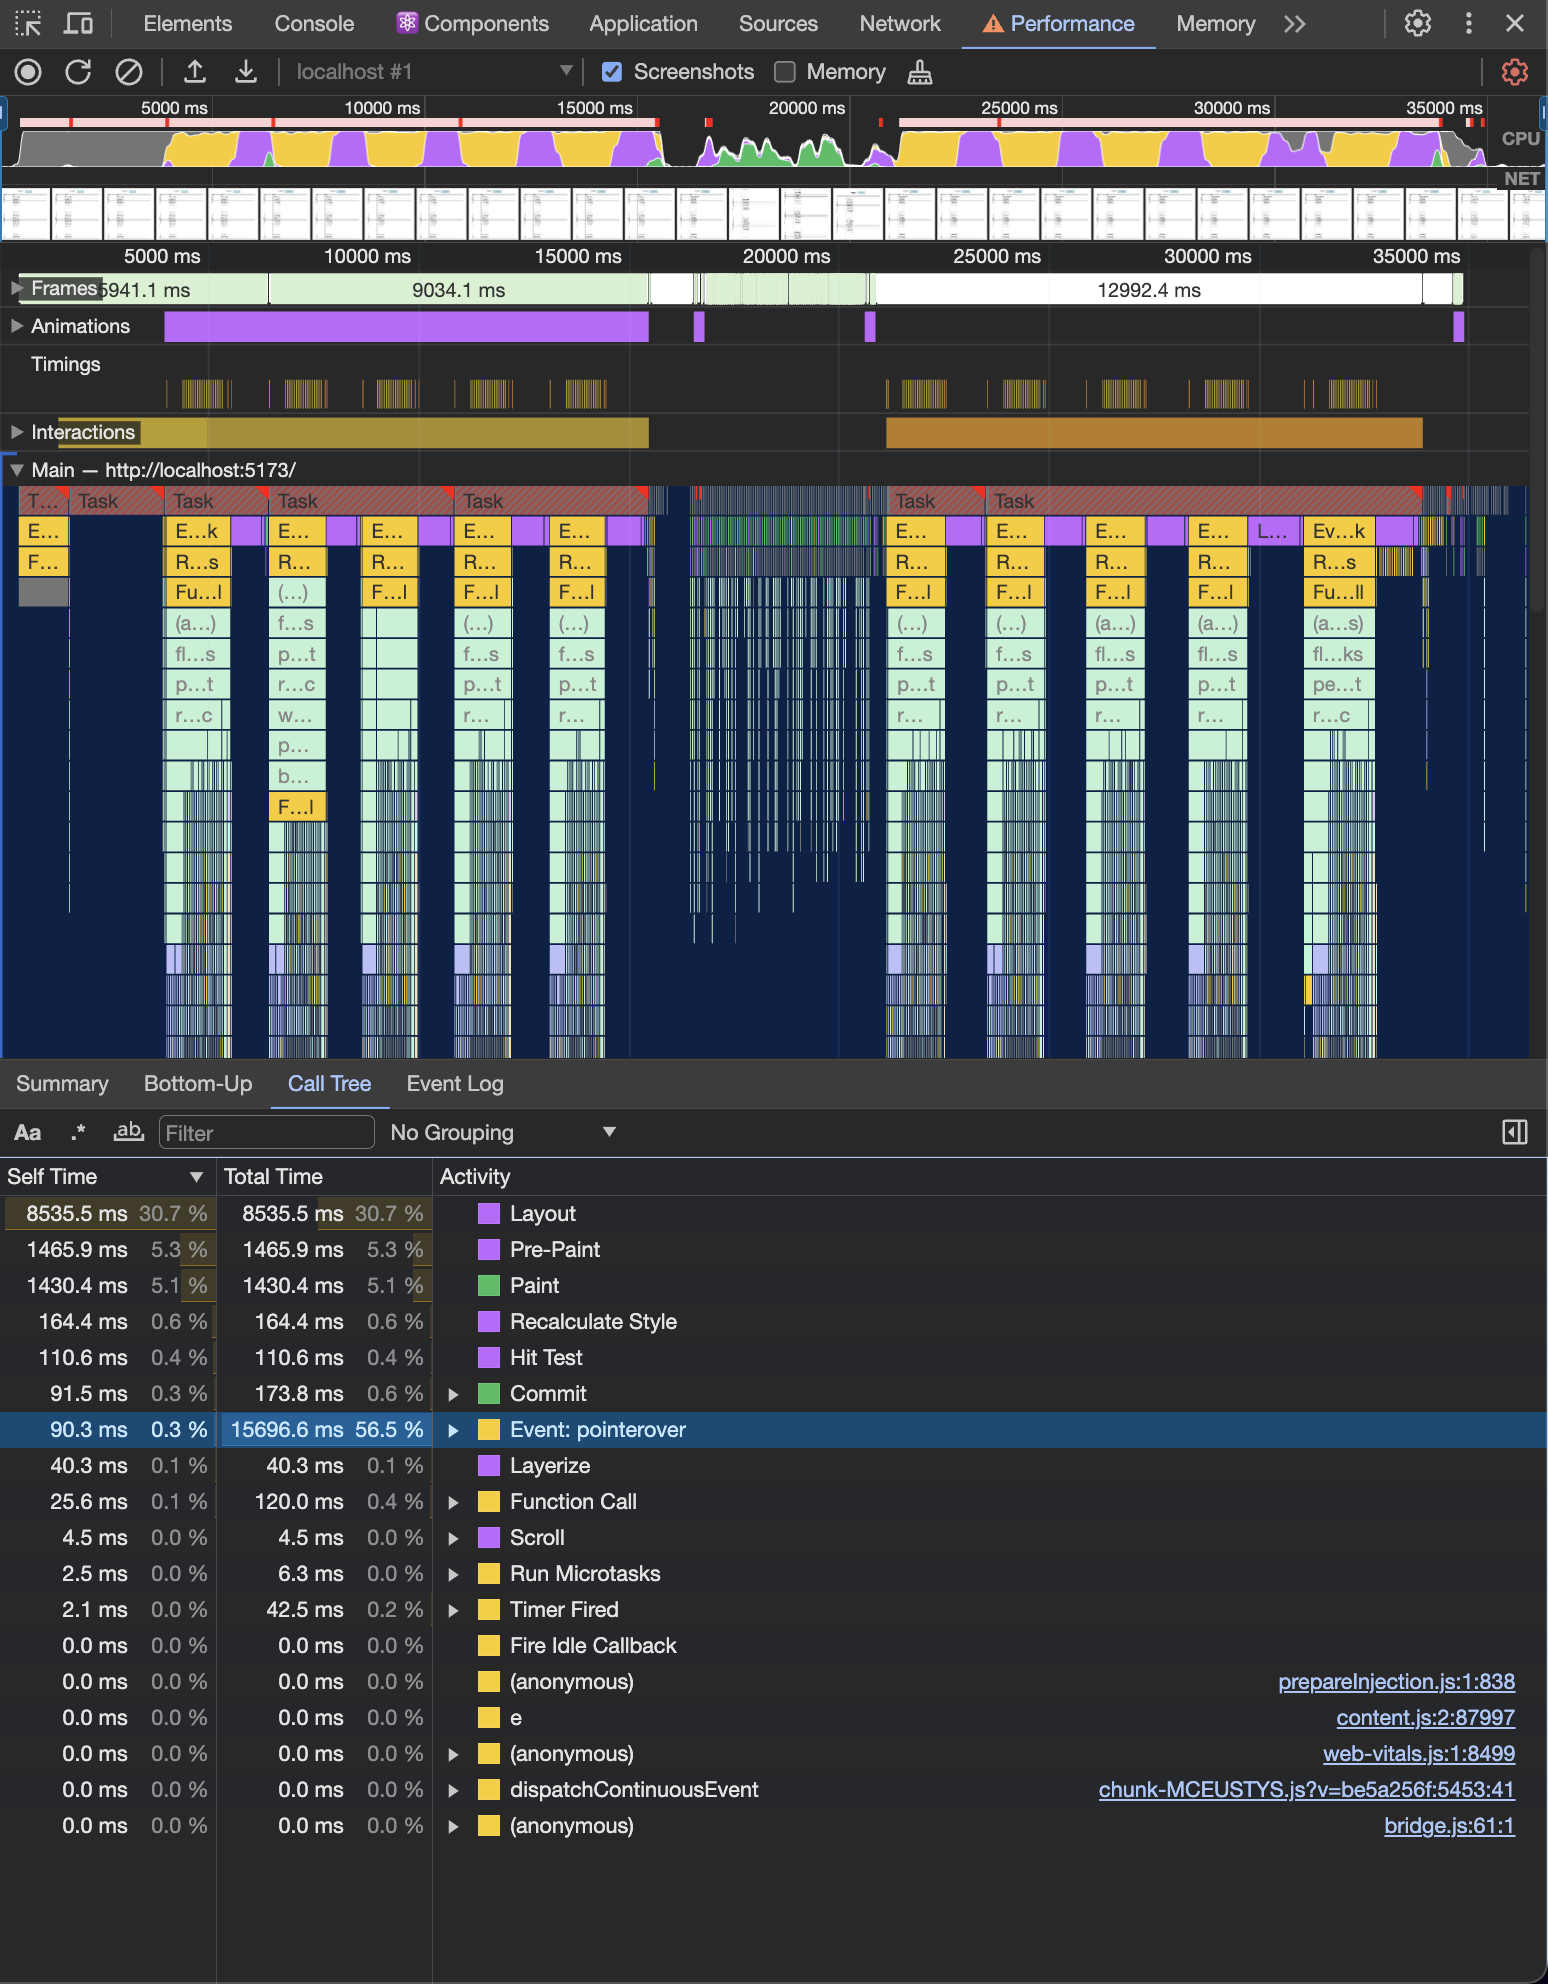 Elements Console Components Application Sources Network Performance Memory
localhost #1 Screenshots Memory
5000 ms 10000 ms 15000 ms 20000 ms 25000 ms 30000 ms 35000 ms
CPU
NET
5000 ms 10000 ms 15000 ms 20000 ms 25000 ms 30000 ms 35000 ms
Frames 5941.1 ms 9034.1 ms 12992.4 ms
Animations
Timings
Interactions
Main — http://localhost:5173/
T... Task Task Task Task Task Task
E... E...k E... E... E... E... E... E... E... E... L... Ev...k
F... R...s R... R... R... R... R... R... R... R... R...s
Fu...l (...) F...l F...l F...l F...l F...l F...l F...l Fu...ll
(a...) f...s (...) (...) (...) (...) (a...) (a...) (a...s)
fl...s p...t f...s f...s f...s f...s fl...s fl...s fl...ks
p...t r...c p...t p...t p...t p...t p...t p...t pe...t
r...c w... r... r... r... r... r... r... r...c
p...
b...
F...l
Summary Bottom-Up Call Tree Event Log
Aa .* ab Filter No Grouping
Self Time Total Time Activity
8535.5 ms 30.7 % 8535.5 ms 30.7 % Layout
1465.9 ms 5.3 % 1465.9 ms 5.3 % Pre-Paint
1430.4 ms 5.1 % 1430.4 ms 5.1 % Paint
164.4 ms 0.6 % 164.4 ms 0.6 % Recalculate Style
110.6 ms 0.4 % 110.6 ms 0.4 % Hit Test
91.5 ms 0.3 % 173.8 ms 0.6 % Commit
90.3 ms 0.3 % 15696.6 ms 56.5 % Event: pointerover
40.3 ms 0.1 % 40.3 ms 0.1 % Layerize
25.6 ms 0.1 % 120.0 ms 0.4 % Function Call
4.5 ms 0.0 % 4.5 ms 0.0 % Scroll
2.5 ms 0.0 % 6.3 ms 0.0 % Run Microtasks
2.1 ms 0.0 % 42.5 ms 0.2 % Timer Fired
0.0 ms 0.0 % 0.0 ms 0.0 % Fire Idle Callback
0.0 ms 0.0 % 0.0 ms 0.0 % (anonymous) prepareInjection.js:1:838
0.0 ms 0.0 % 0.0 ms 0.0 % e content.js:2:87997
0.0 ms 0.0 % 0.0 ms 0.0 % (anonymous) web-vitals.js:1:8499
0.0 ms 0.0 % 0.0 ms 0.0 % dispatchContinuousEvent chunk-MCEUSTYS.js?v=be5a256f:5453:41
0.0 ms 0.0 % 0.0 ms 0.0 % (anonymous) bridge.js:61:1